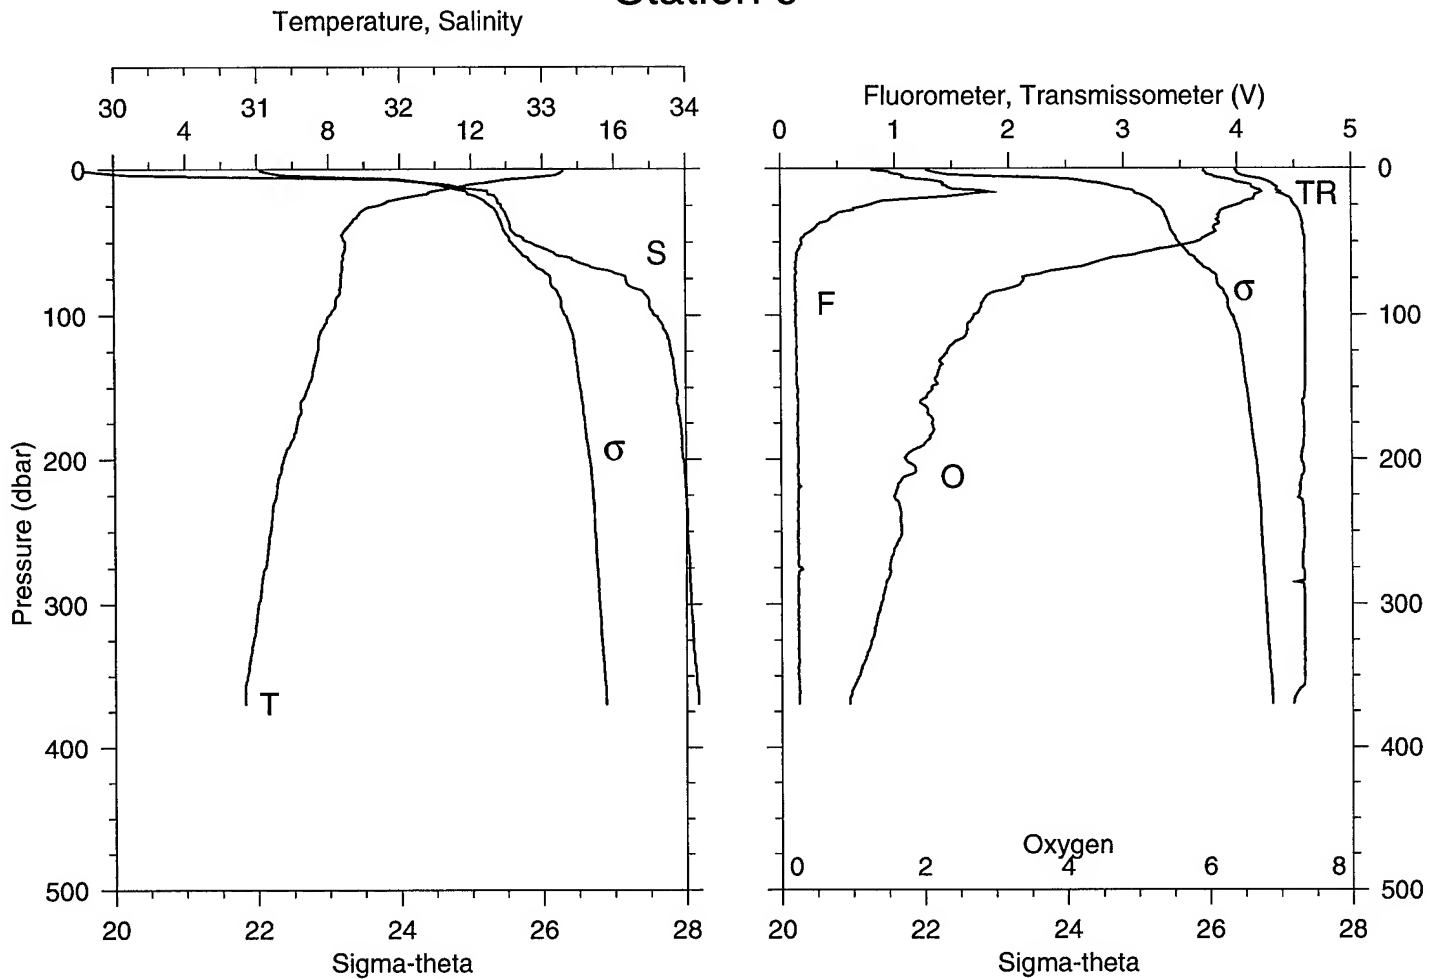 Temperature, Salinity
30 31 32 33 34
4 8 12 16
0
100
200
300
400
500
Pressure (dbar)
S
σ
T
20 22 24 26 28
Sigma-theta
Fluorometer, Transmissometer (V)
0 1 2 3 4 5
0
100
200
300
400
500
TR
F
σ
O
Oxygen
0 2 4 6 8
20 22 24 26 28
Sigma-theta